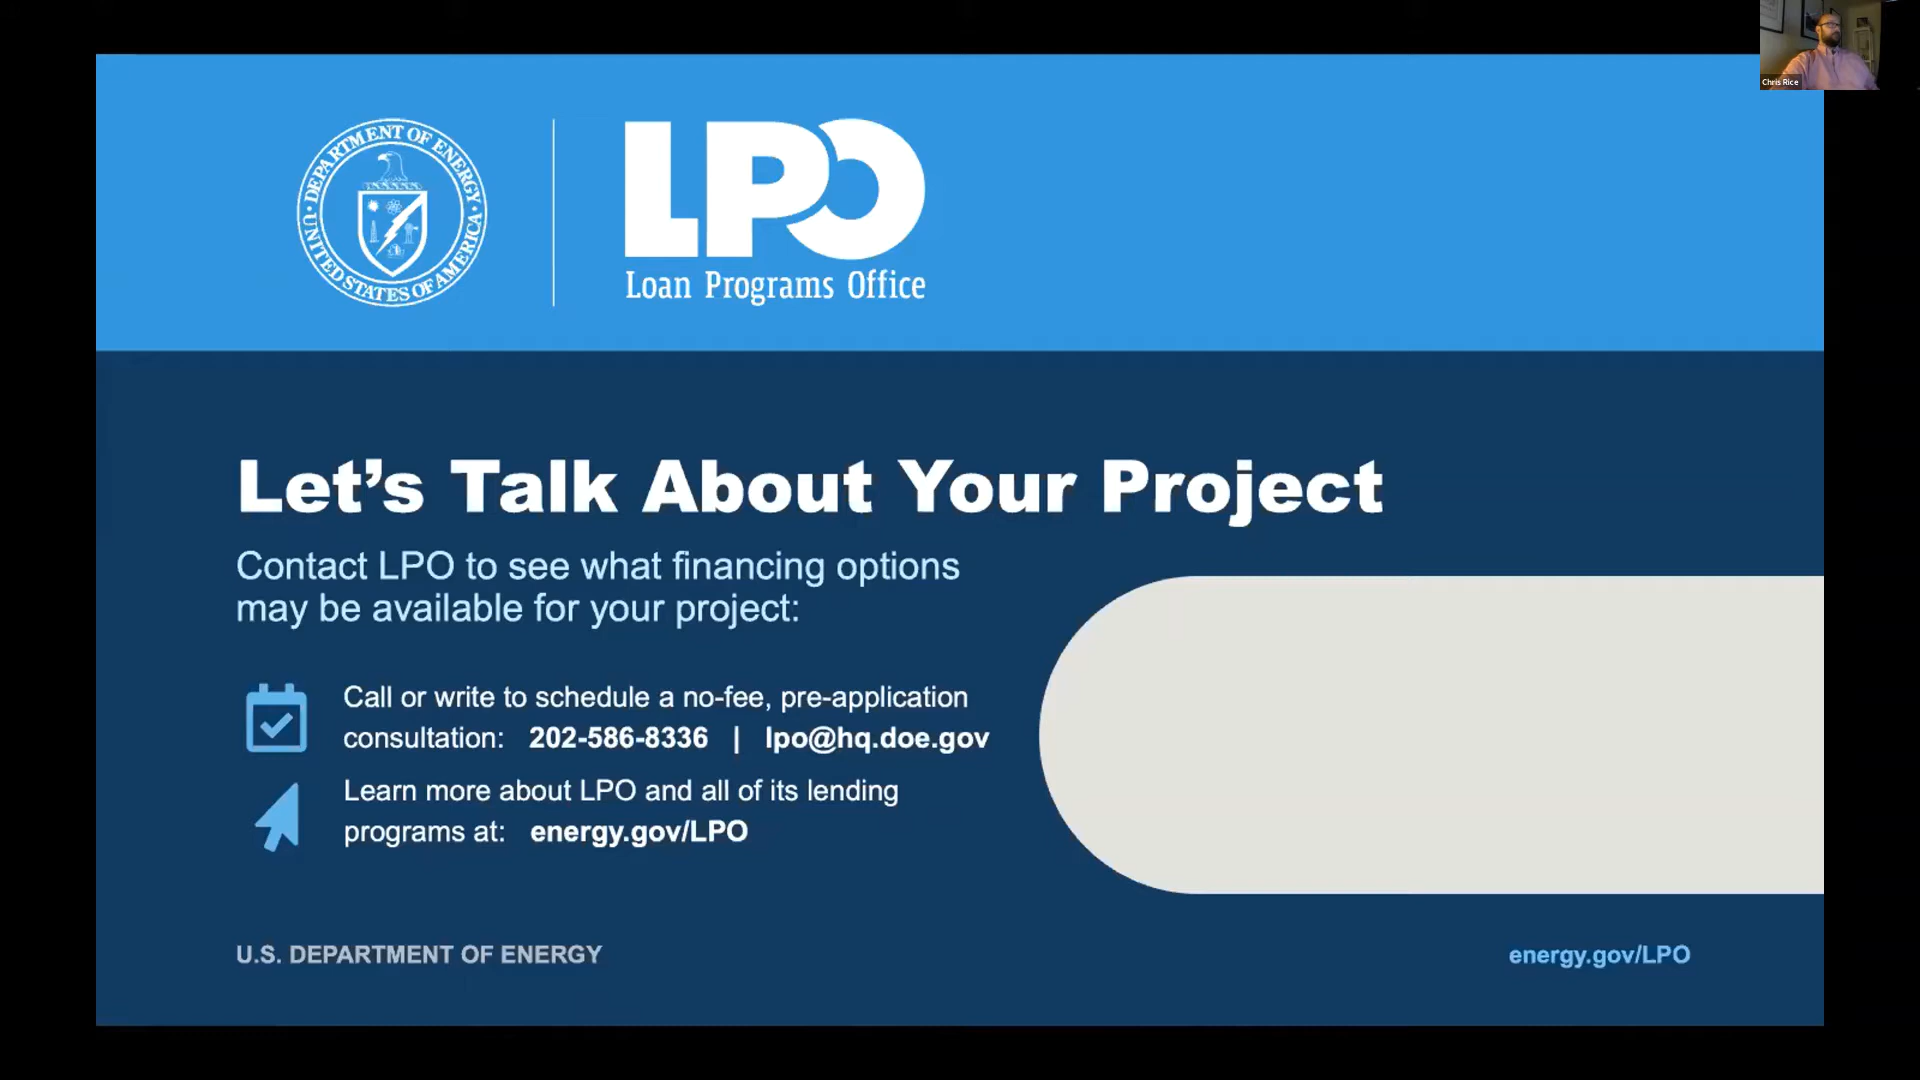 Chris Rice
DEPARTMENT OF ENERGY
UNITED STATES OF AMERICA
LPO
Loan Programs Office
Let’s Talk About Your Project
Contact LPO to see what financing options
may be available for your project:
Call or write to schedule a no-fee, pre-application
consultation: 202-586-8336 | lpo@hq.doe.gov
Learn more about LPO and all of its lending
programs at: energy.gov/LPO
U.S. DEPARTMENT OF ENERGY
energy.gov/LPO